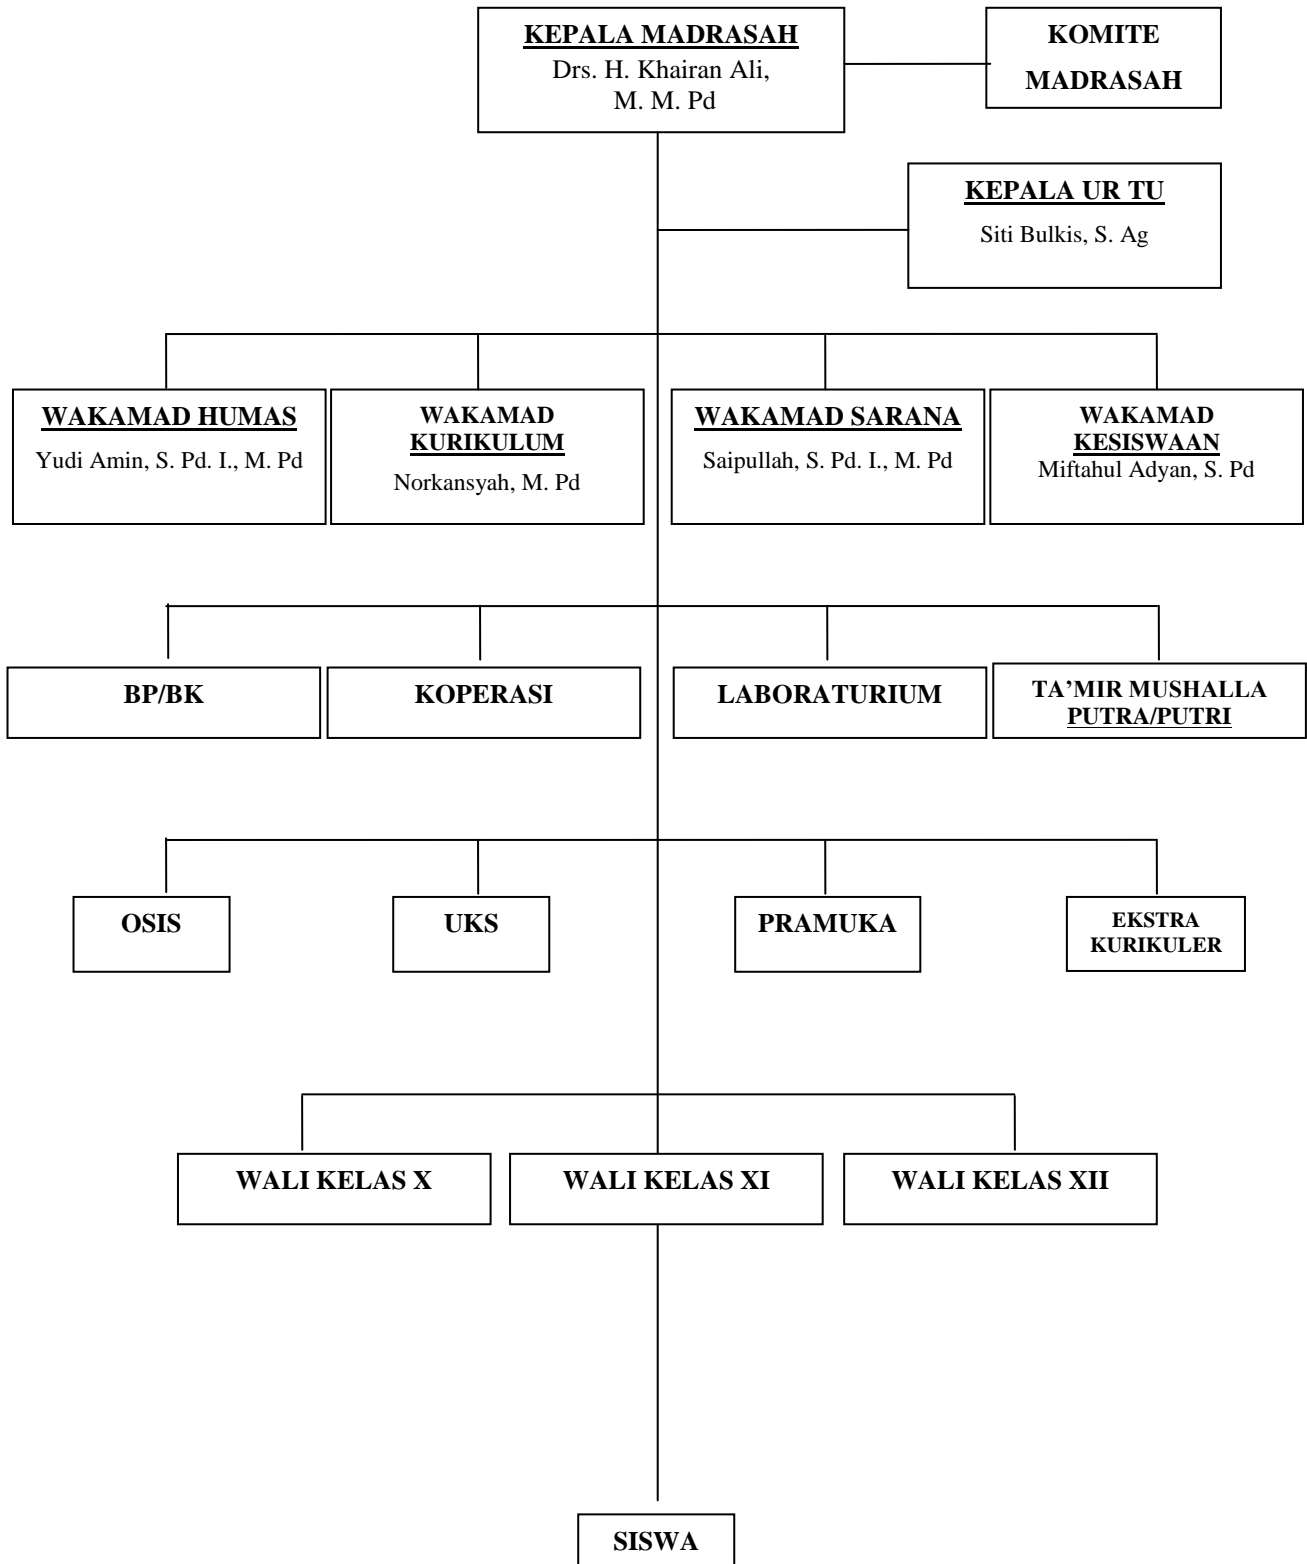 KEPALA MADRASAH
Drs. H. Khairan Ali,
M. M. Pd
KOMITE
MADRASAH
KEPALA UR TU
Siti Bulkis, S. Ag
WAKAMAD HUMAS
Yudi Amin, S. Pd. I., M. Pd
WAKAMAD
KURIKULUM
Norkansyah, M. Pd
WAKAMAD SARANA
Saipullah, S. Pd. I., M. Pd
WAKAMAD
KESISWAAN
Miftahul Adyan, S. Pd
BP/BK
KOPERASI
LABORATURIUM
TA’MIR MUSHALLA
PUTRA/PUTRI
OSIS
UKS
PRAMUKA
EKSTRA
KURIKULER
WALI KELAS X
WALI KELAS XI
WALI KELAS XII
SISWA